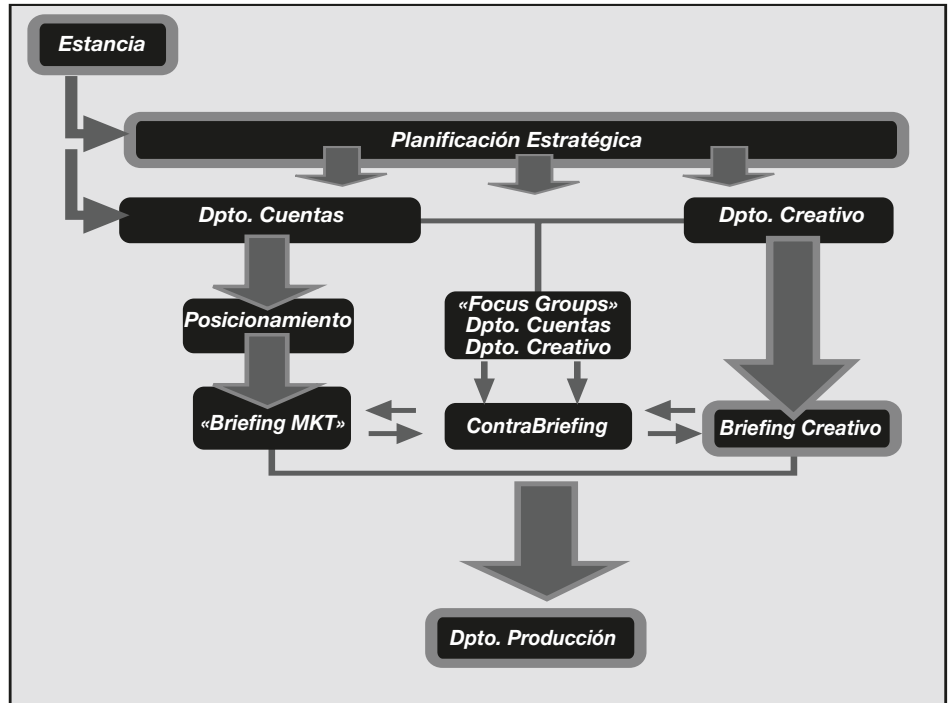 Estancia
Planificación Estratégica
Dpto. Cuentas
Dpto. Creativo
Posicionamiento
«Focus Groups»
Dpto. Cuentas
Dpto. Creativo
«Briefing MKT»
ContraBriefing
Briefing Creativo
Dpto. Producción